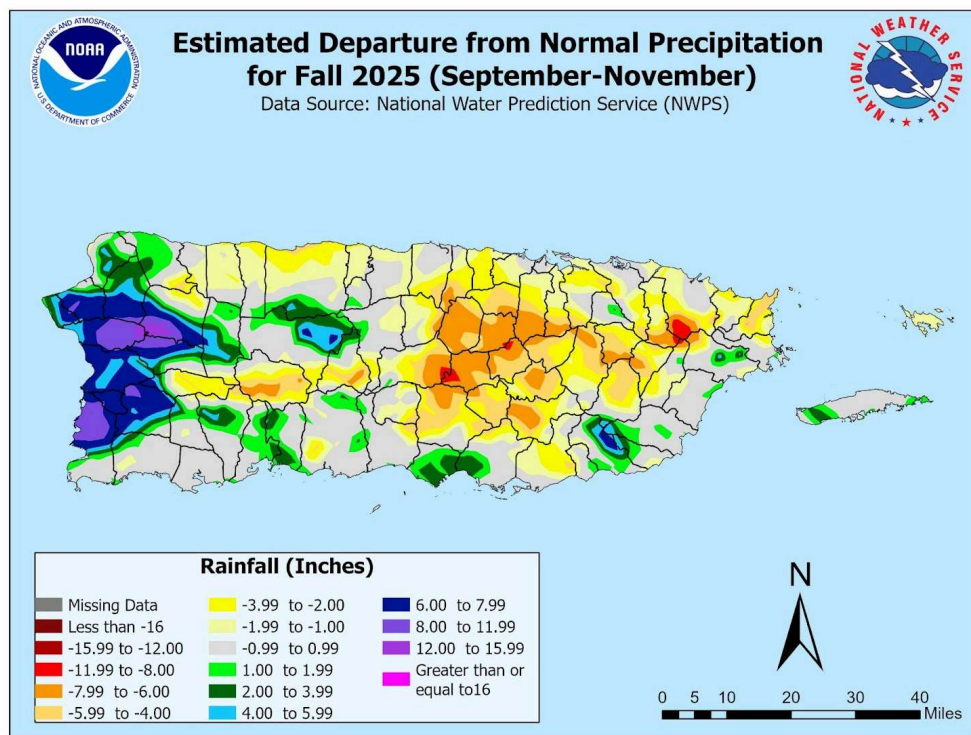 NOAA
NATIONAL OCEANIC AND ATMOSPHERIC ADMINISTRATION
U.S. DEPARTMENT OF COMMERCE
Estimated Departure from Normal Precipitation
for Fall 2025 (September-November)
Data Source: National Water Prediction Service (NWPS)
NATIONAL WEATHER SERVICE
Rainfall (Inches)
Missing Data
Less than -16
-15.99 to -12.00
-11.99 to -8.00
-7.99 to -6.00
-5.99 to -4.00
-3.99 to -2.00
-1.99 to -1.00
-0.99 to 0.99
1.00 to 1.99
2.00 to 3.99
4.00 to 5.99
6.00 to 7.99
8.00 to 11.99
12.00 to 15.99
Greater than or
equal to16
N
0 5 10 20 30 40
Miles